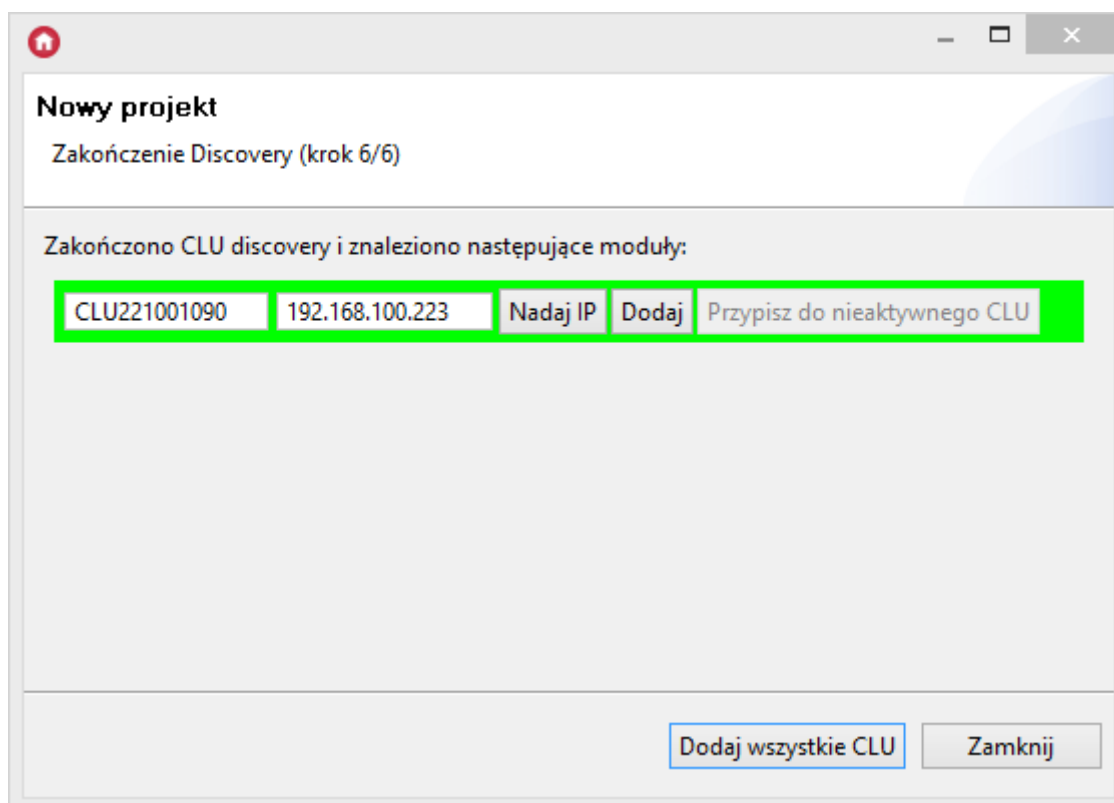 Nowy projekt
Zakończenie Discovery (krok 6/6)
Zakończono CLU discovery i znaleziono następujące moduły:
CLU221001090 192.168.100.223 Nadaj IP Dodaj Przypisz do nieaktywnego CLU
Dodaj wszystkie CLU Zamknij